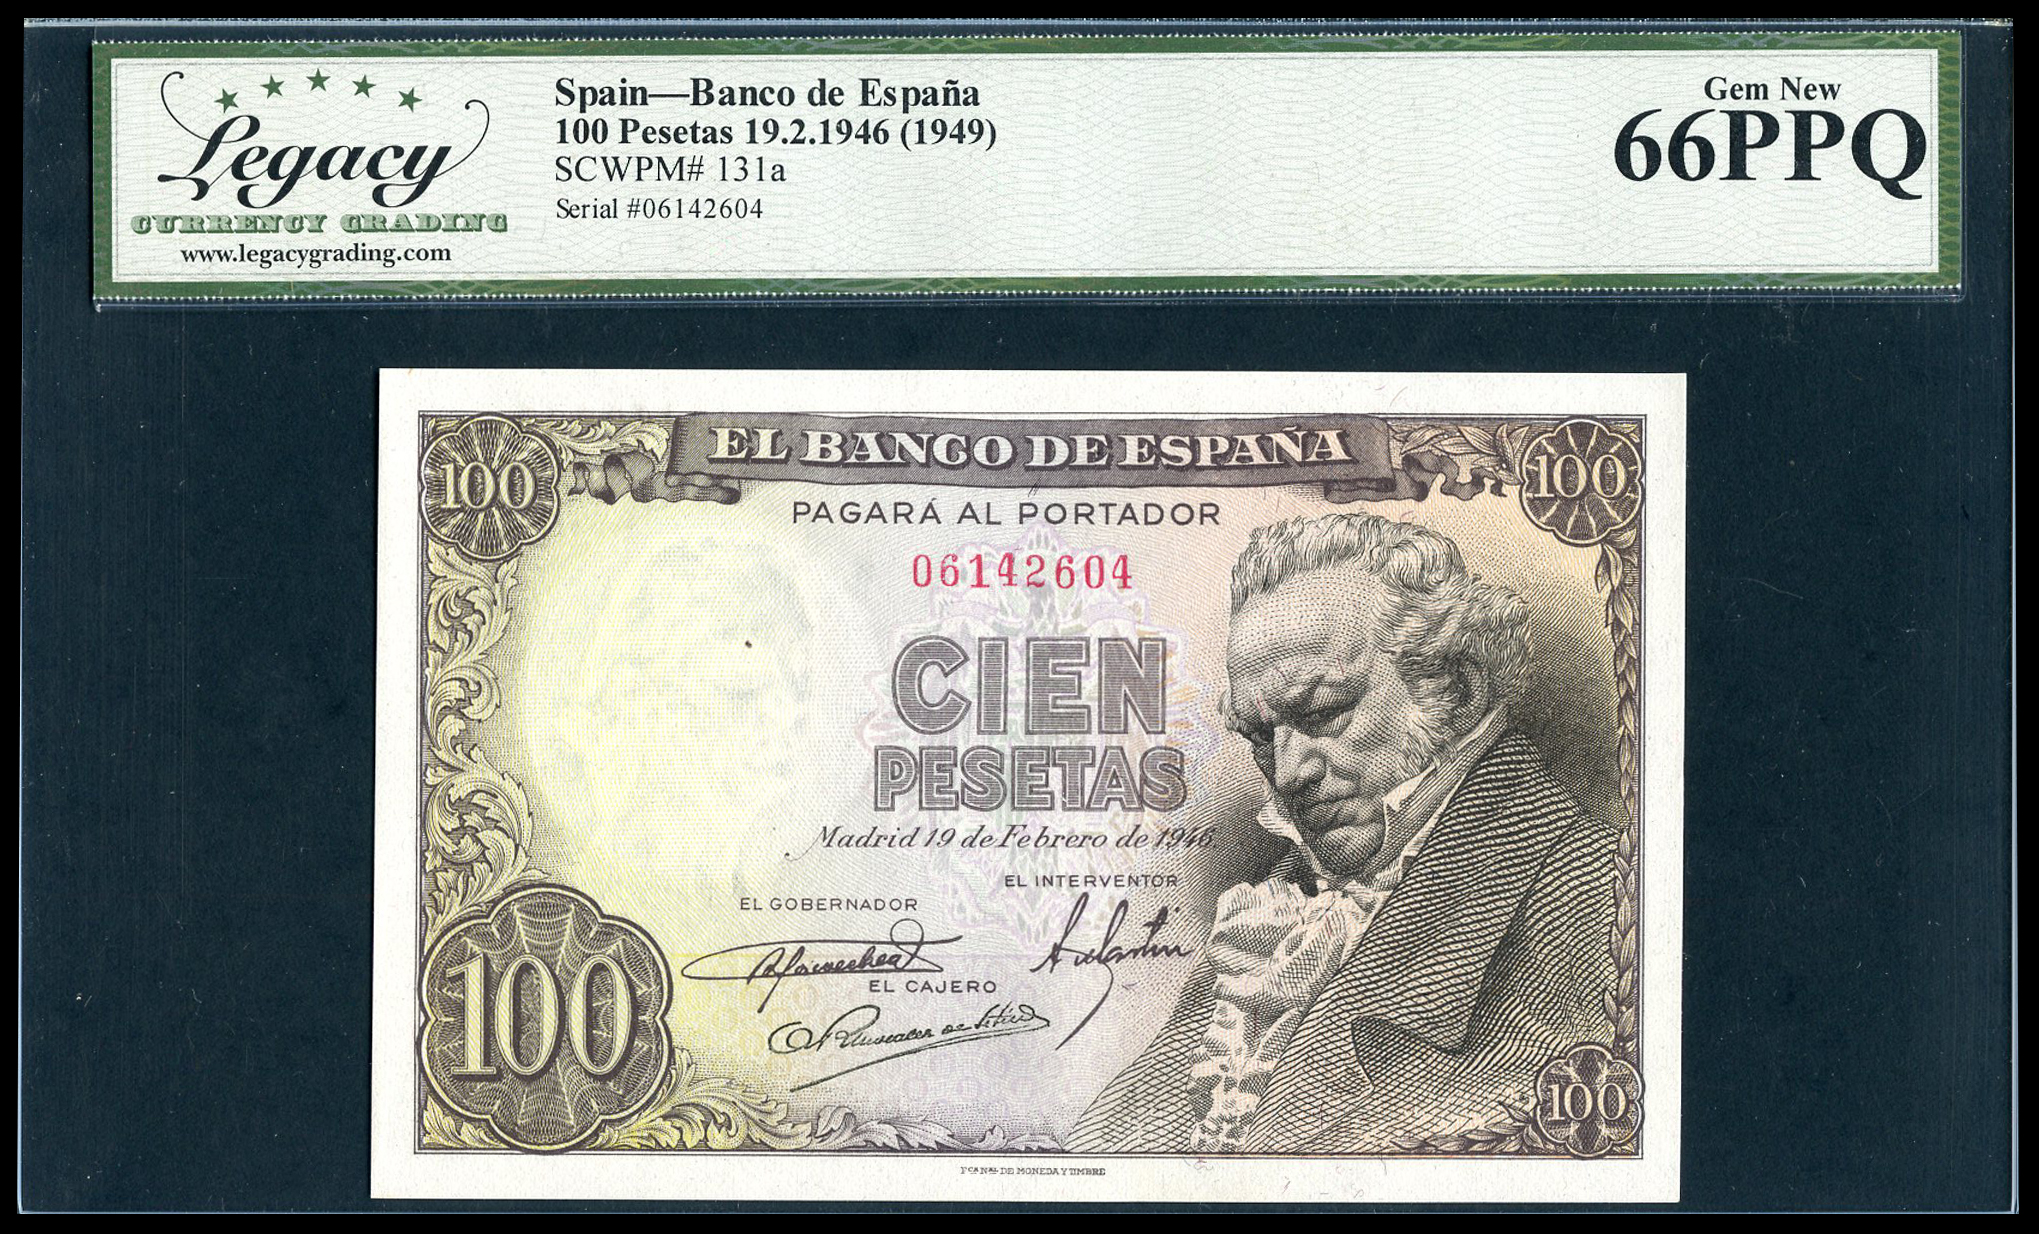 Legacy
CURRENCY GRADING
www.legacygrading.com
Spain—Banco de España
100 Pesetas 19.2.1946 (1949)
SCWPM# 131a
Serial #06142604
Gem New
66PPQ
100
EL BANCO DE ESPAÑA
100
PAGARÁ AL PORTADOR
06142604
CIEN
PESETAS
Madrid 19 de Febrero de 1946.
EL INTERVENTOR
EL GOBERNADOR
EL CAJERO
100
100
FCA NAL DE MONEDA Y TIMBRE